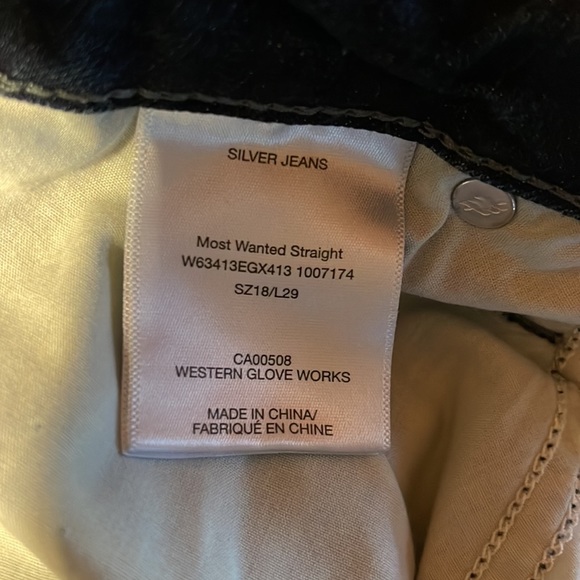 SILVER JEANS
Most Wanted Straight
W63413EGX413 1007174
SZ18/L29
CA00508
WESTERN GLOVE WORKS
MADE IN CHINA/
FABRIQUÉ EN CHINE